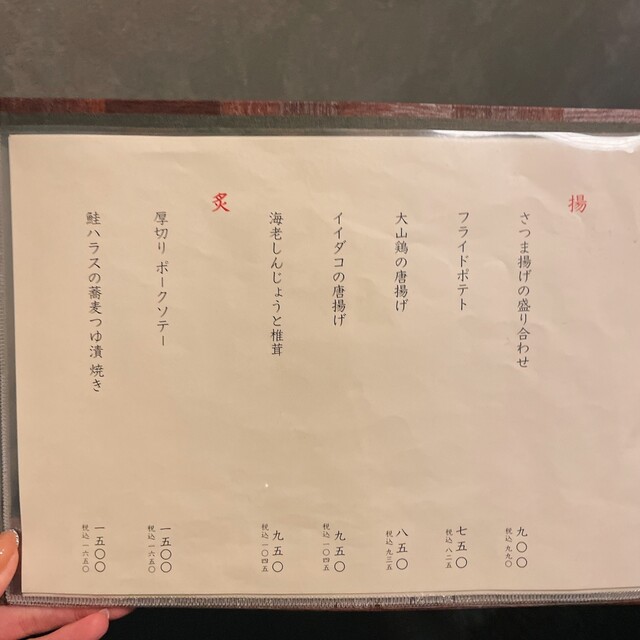 揚
さつま揚げの盛り合わせ
九〇〇
税込 九九〇
フライドポテト
七五〇
税込 八二五
大山鶏の唐揚げ
八五〇
税込 九三五
イイダコの唐揚げ
九五〇
税込 一〇四五
海老しんじょうと椎茸
九五〇
税込 一〇四五
炙
厚切り ポークソテー
一五〇〇
税込 一六五〇
鮭ハラスの蕎麦つゆ漬 焼き
一五〇〇
税込 一六五〇